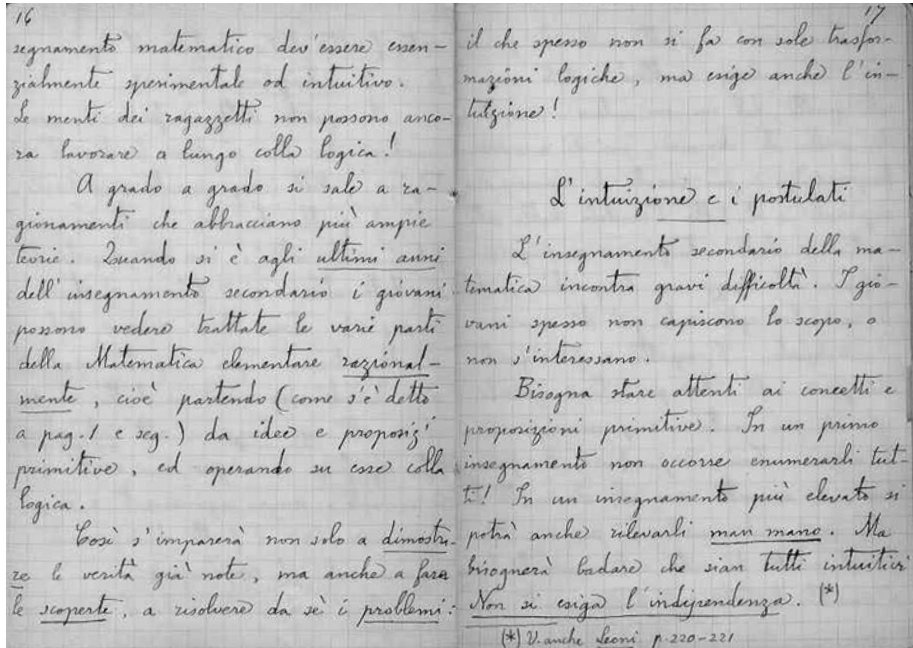 16
segnamento matematico dev'essere essen-
zialmente sperimentale od intuitivo.
Le menti dei ragazzetti non possono anco-
ra lavorare a lungo colla logica!
A grado a grado si sale a ra-
gionamenti che abbracciano più ampie
teorie. Quando si è agli ultimi anni
dell'insegnamento secondario i giovani
possono vedere trattate le varie parti
della Matematica elementare razional-
mente, cioè partendo (come s'è detto
a pag. 1 e seg.) da idee e proposiz'
primitive, ed operando su esse colla
logica.
Così s'imparerà non solo a dimostra-
re le verità già note, ma anche a fare
le scoperte, a risolvere da sè i problemi:
17
il che spesso non si fa con sole trasfor-
mazioni logiche, ma esige anche l'in-
tuizione!
L'intuizione e i postulati
L'insegnamento secondario della ma-
tematica incontra gravi difficoltà. I gio-
vani spesso non capiscono lo scopo, o
non s'interessano.
Bisogna stare attenti ai concetti e
proposizioni primitive. In un primo
insegnamento non occorre enumerarli tut-
ti! In un insegnamento più elevato si
potrà anche rilevarli man mano. Ma
bisognerà badare che sian tutti intuitivi
Non si esiga l'indipendenza. (*)
(*) V. anche Leoni p. 220-221